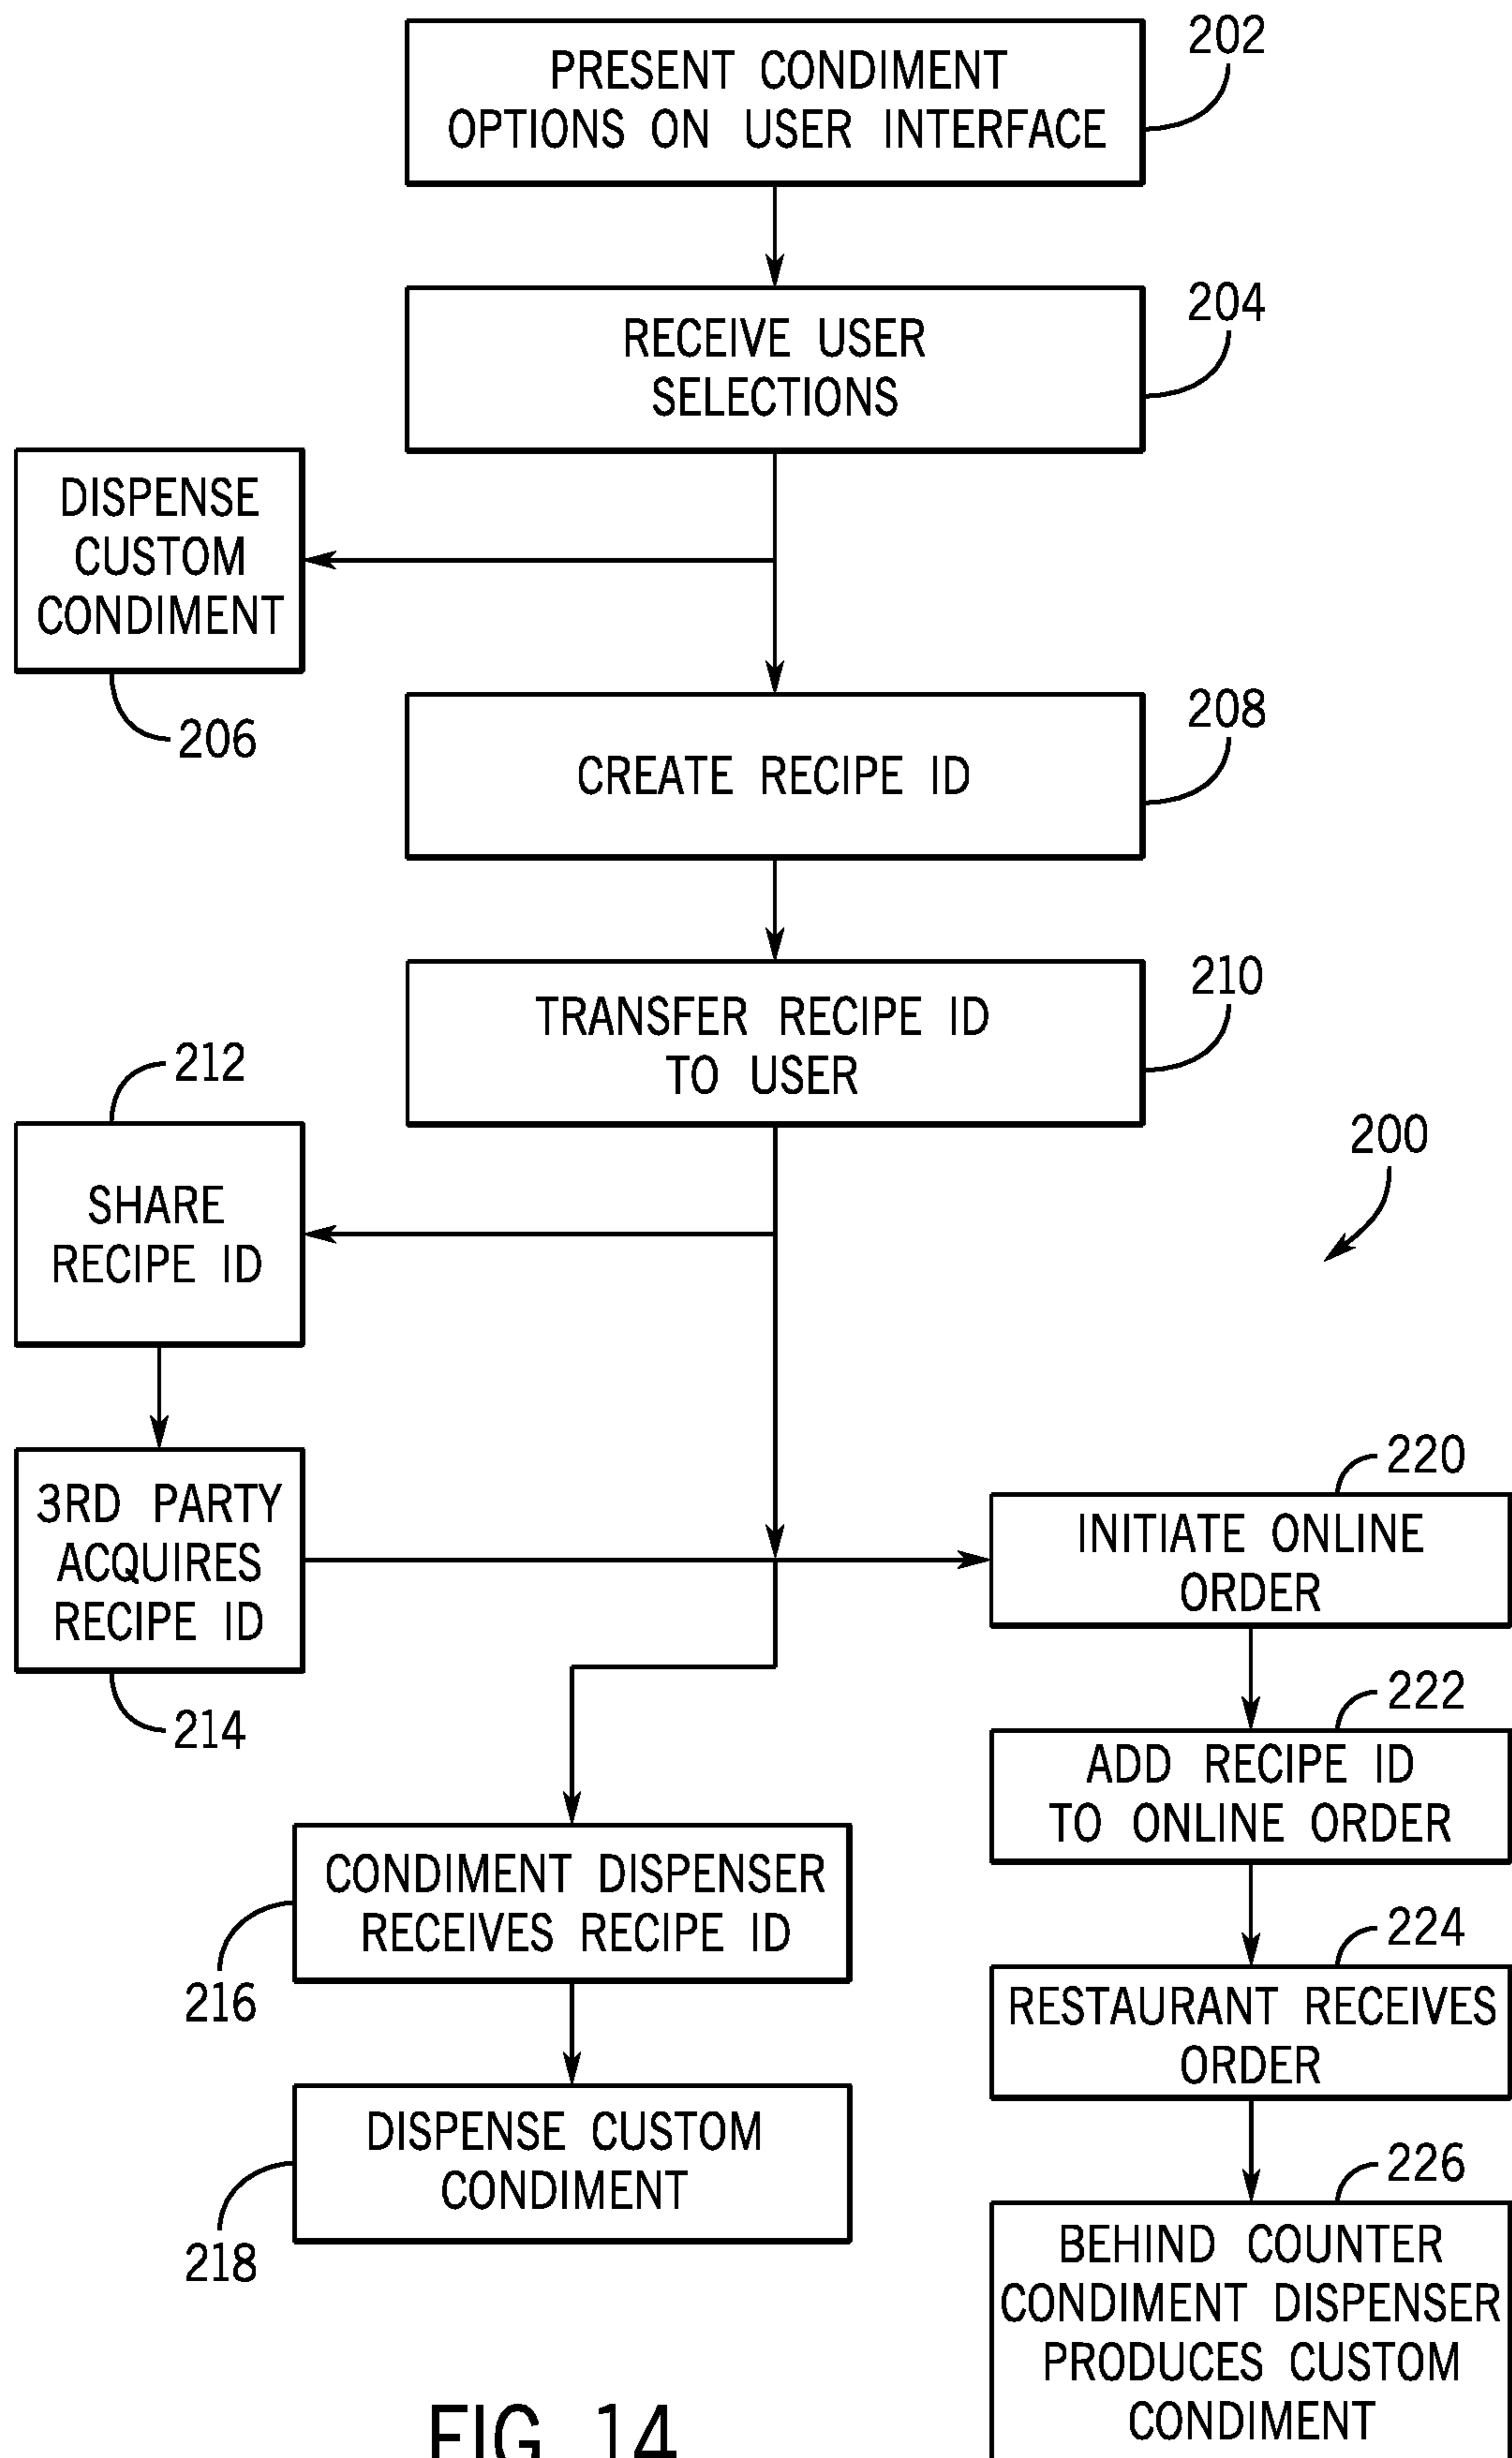 202
PRESENT CONDIMENT
OPTIONS ON USER INTERFACE
204
RECEIVE USER
SELECTIONS
DISPENSE
CUSTOM
CONDIMENT
206
208
CREATE RECIPE ID
210
TRANSFER RECIPE ID
TO USER
212
SHARE
RECIPE ID
200
3RD PARTY
ACQUIRES
RECIPE ID
214
220
INITIATE ONLINE
ORDER
222
ADD RECIPE ID
TO ONLINE ORDER
CONDIMENT DISPENSER
RECEIVES RECIPE ID
216
224
RESTAURANT RECEIVES
ORDER
DISPENSE CUSTOM
CONDIMENT
218
226
BEHIND COUNTER
CONDIMENT DISPENSER
PRODUCES CUSTOM
CONDIMENT
FIG. 14